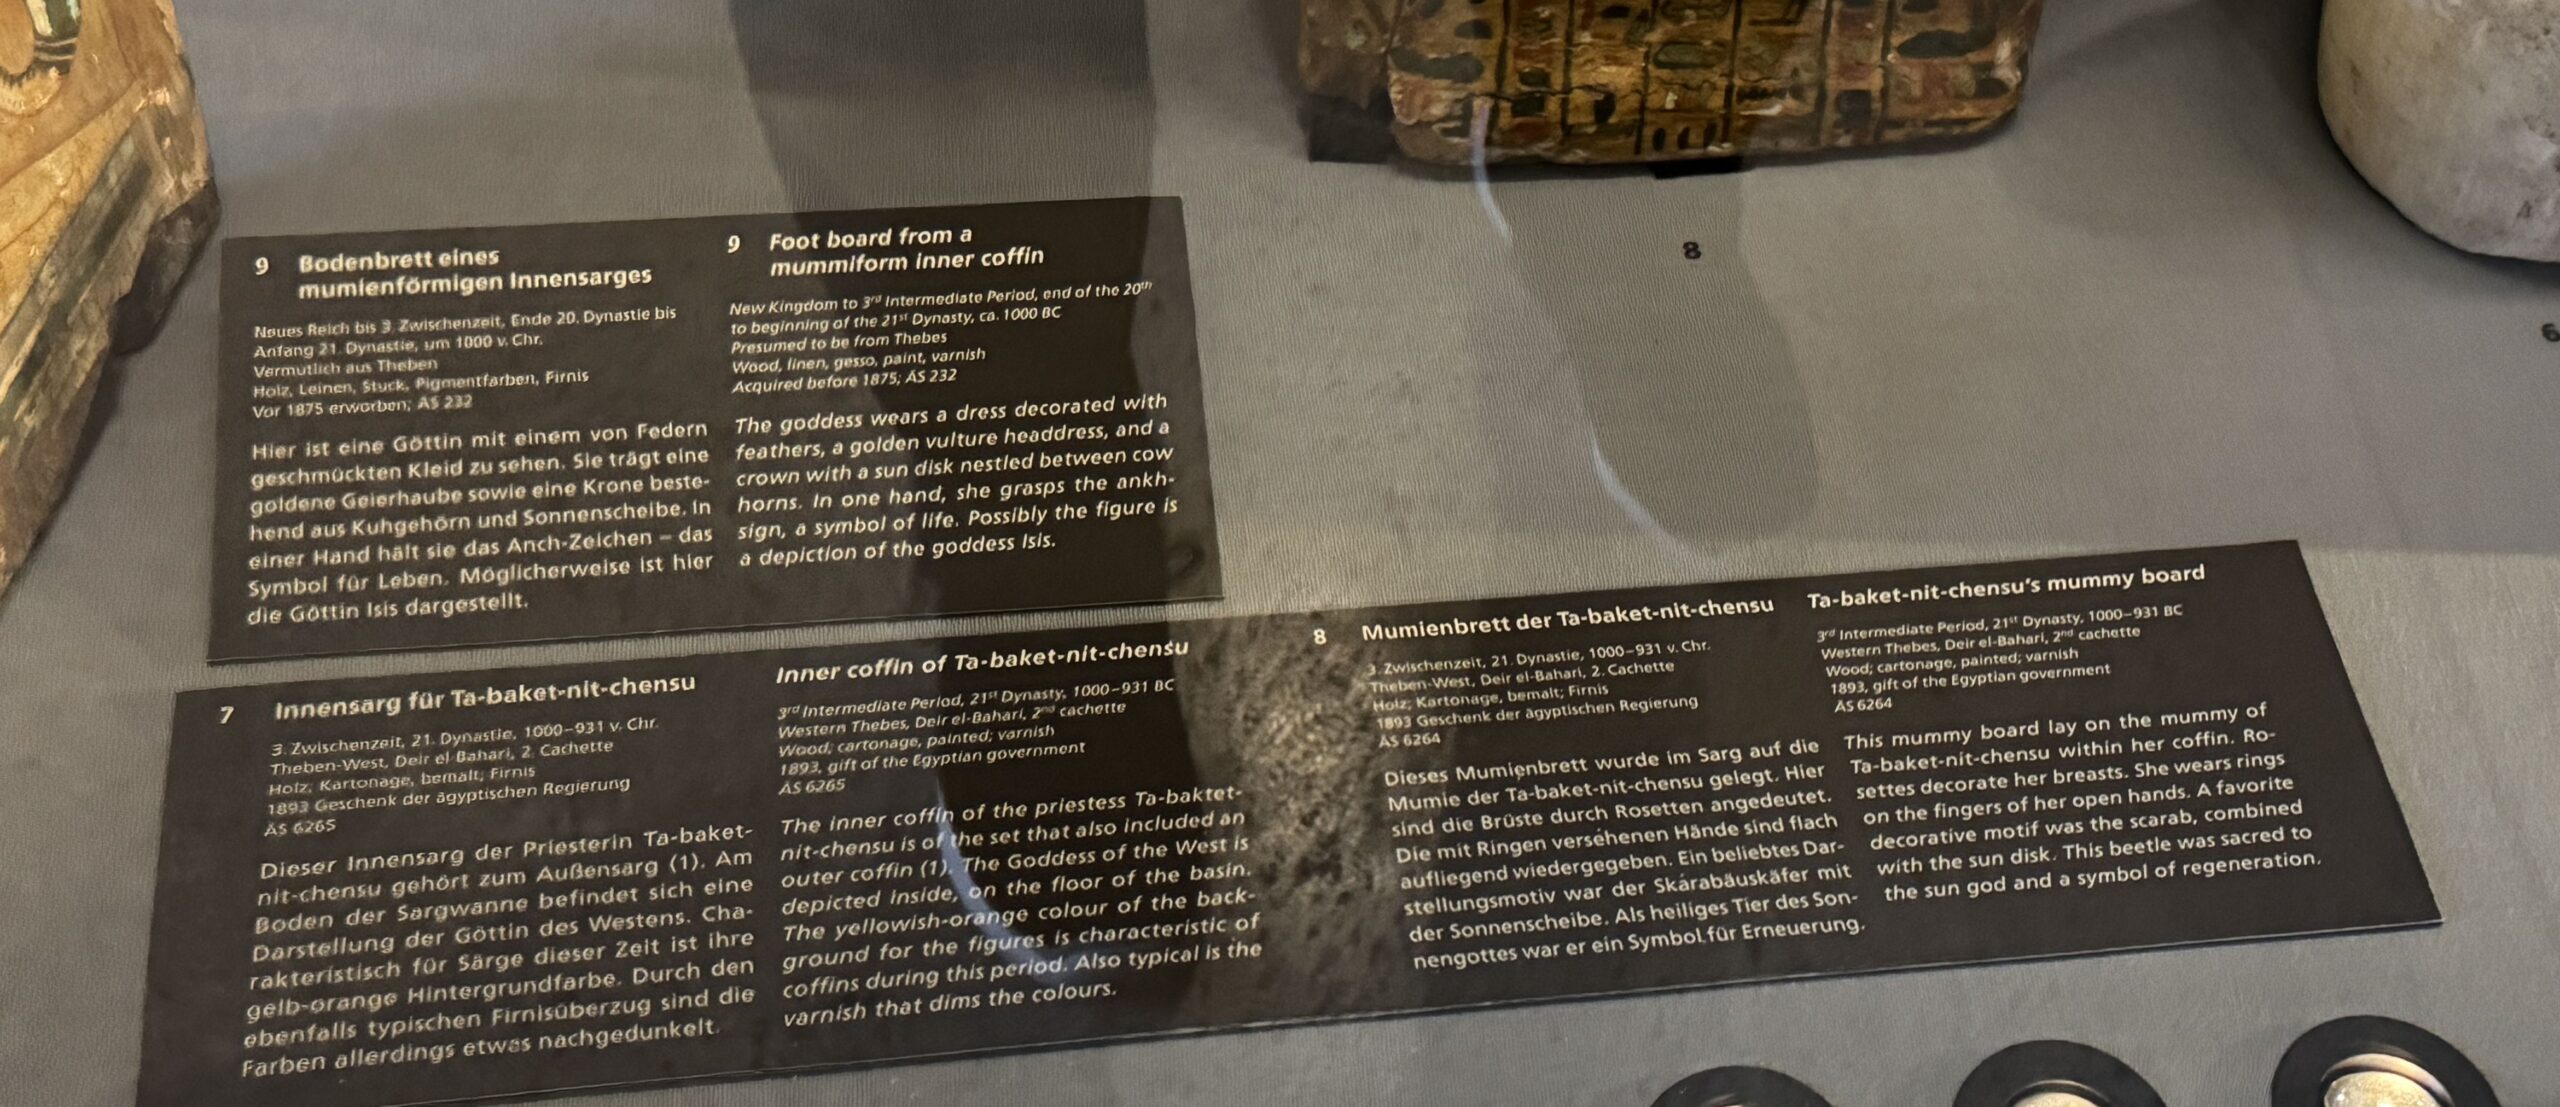 9 Bodenbrett eines
mumienförmigen Innensarges
Neues Reich bis 3. Zwischenzeit, Ende 20. Dynastie bis
Anfang 21. Dynastie, um 1000 v. Chr.
Vermutlich aus Theben
Holz, Leinen, Stuck, Pigmentfarben, Firnis
Vor 1875 erworben; ÄS 232
Hier ist eine Göttin mit einem von Federn
geschmückten Kleid zu sehen. Sie trägt eine
goldene Geierhaube sowie eine Krone beste-
hend aus Kuhgehörn und Sonnenscheibe. In
einer Hand hält sie das Anch-Zeichen – das
Symbol für Leben. Möglicherweise ist hier
die Göttin Isis dargestellt.
9 Foot board from a
mummiform inner coffin
New Kingdom to 3rd Intermediate Period, end of the 20th
to beginning of the 21st Dynasty, ca. 1000 BC
Presumed to be from Thebes
Wood, linen, gesso, paint, varnish
Acquired before 1875; ÄS 232
The goddess wears a dress decorated with
feathers, a golden vulture headdress, and a
crown with a sun disk nestled between cow
horns. In one hand, she grasps the ankh-
sign, a symbol of life. Possibly the figure is
a depiction of the goddess Isis.
8
6
7 Innensarg für Ta-baket-nit-chensu
3. Zwischenzeit, 21. Dynastie, 1000–931 v. Chr.
Theben-West, Deir el-Bahari, 2. Cachette
Holz, Kartonage, bemalt; Firnis
1893 Geschenk der ägyptischen Regierung
ÄS 6265
Dieser Innensarg der Priesterin Ta-baket-
nit-chensu gehört zum Außensarg (1). Am
Boden der Sargwanne befindet sich eine
Darstellung der Göttin des Westens. Cha-
rakteristisch für Särge dieser Zeit ist ihre
gelb-orange Hintergrundfarbe. Durch den
ebenfalls typischen Firnisüberzug sind die
Farben allerdings etwas nachgedunkelt.
Inner coffin of Ta-baket-nit-chensu
3rd Intermediate Period, 21st Dynasty, 1000–931 BC
Western Thebes, Deir el-Bahari, 2nd cachette
Wood, cartonage, painted; varnish
1893, gift of the Egyptian government
ÄS 6265
The inner coffin of the priestess Ta-baktet-
nit-chensu is of the set that also included an
outer coffin (1). The Goddess of the West is
depicted inside, on the floor of the basin.
The yellowish-orange colour of the back-
ground for the figures is characteristic of
coffins during this period. Also typical is the
varnish that dims the colours.
8 Mumienbrett der Ta-baket-nit-chensu
3. Zwischenzeit, 21. Dynastie, 1000–931 v. Chr.
Theben-West, Deir el-Bahari, 2. Cachette
Holz; Kartonage, bemalt; Firnis
1893 Geschenk der ägyptischen Regierung
ÄS 6264
Dieses Mumienbrett wurde im Sarg auf die
Mumie der Ta-baket-nit-chensu gelegt. Hier
sind die Brüste durch Rosetten angedeutet.
Die mit Ringen versehenen Hände sind flach
aufliegend wiedergegeben. Ein beliebtes Dar-
stellungsmotiv war der Skarabäuskäfer mit
der Sonnenscheibe. Als heiliges Tier des Son-
nengottes war er ein Symbol für Erneuerung.
Ta-baket-nit-chensu's mummy board
3rd Intermediate Period, 21st Dynasty, 1000–931 BC
Western Thebes, Deir el-Bahari, 2nd cachette
Wood; cartonage, painted; varnish
1893, gift of the Egyptian government
ÄS 6264
This mummy board lay on the mummy of
Ta-baket-nit-chensu within her coffin. Ro-
settes decorate her breasts. She wears rings
on the fingers of her open hands. A favorite
decorative motif was the scarab, combined
with the sun disk. This beetle was sacred to
the sun god and a symbol of regeneration.